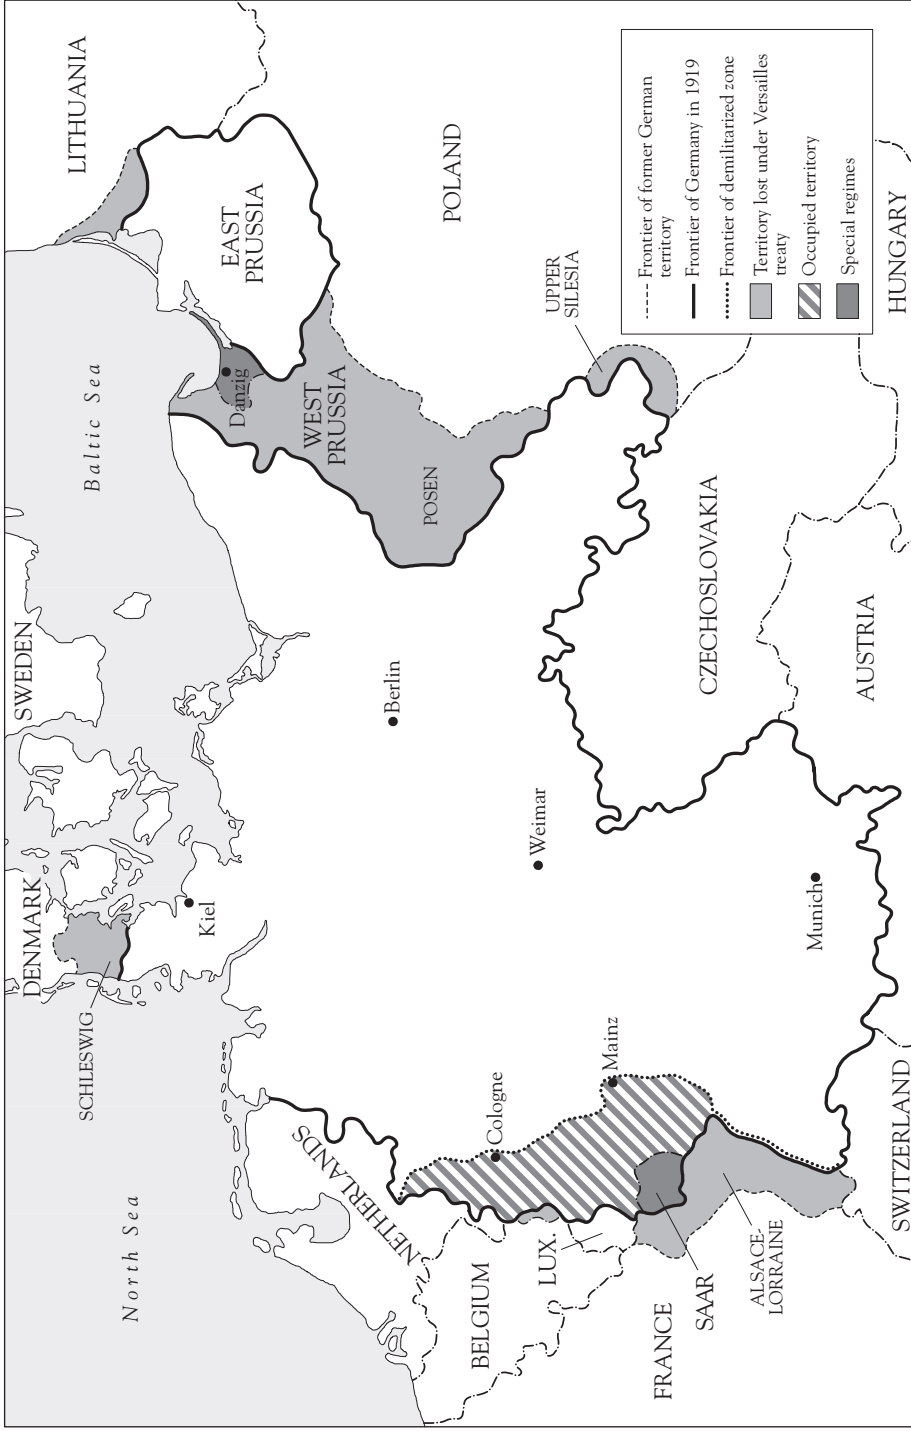 North Sea
Baltic Sea
SWEDEN
DENMARK
SCHLESWIG
Kiel
LITHUANIA
EAST
PRUSSIA
Danzig
WEST
PRUSSIA
POSEN
POLAND
UPPER
SILESIA
NETHERLANDS
BELGIUM
LUX.
FRANCE
SAAR
ALSACE-
LORRAINE
SWITZERLAND
Cologne
Mainz
Berlin
Weimar
Munich
CZECHOSLOVAKIA
AUSTRIA
HUNGARY
Frontier of former German
territory
Frontier of Germany in 1919
Frontier of demilitarized zone
Territory lost under Versailles
treaty
Occupied territory
Special regimes